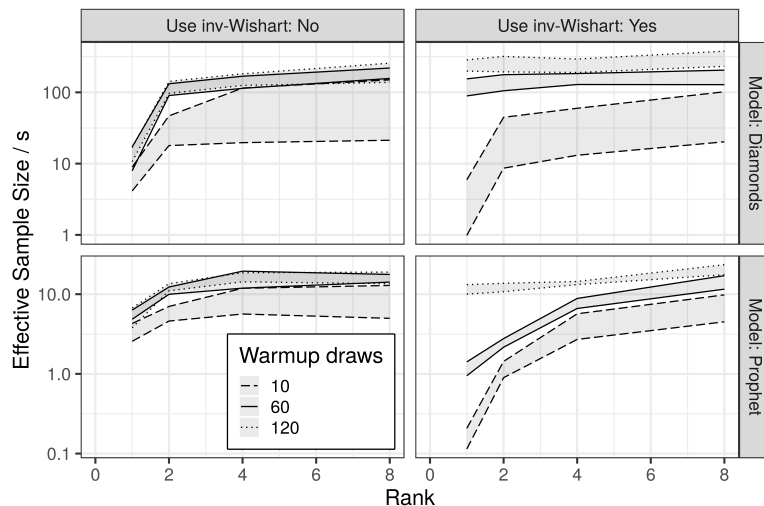 Use inv-Wishart: No
Use inv-Wishart: Yes
Effective Sample Size / s
100
10
1
Model: Diamonds
10.0
1.0
0.1
Model: Prophet
Warmup draws
10
60
120
0 2 4 6 8
0 2 4 6 8
Rank